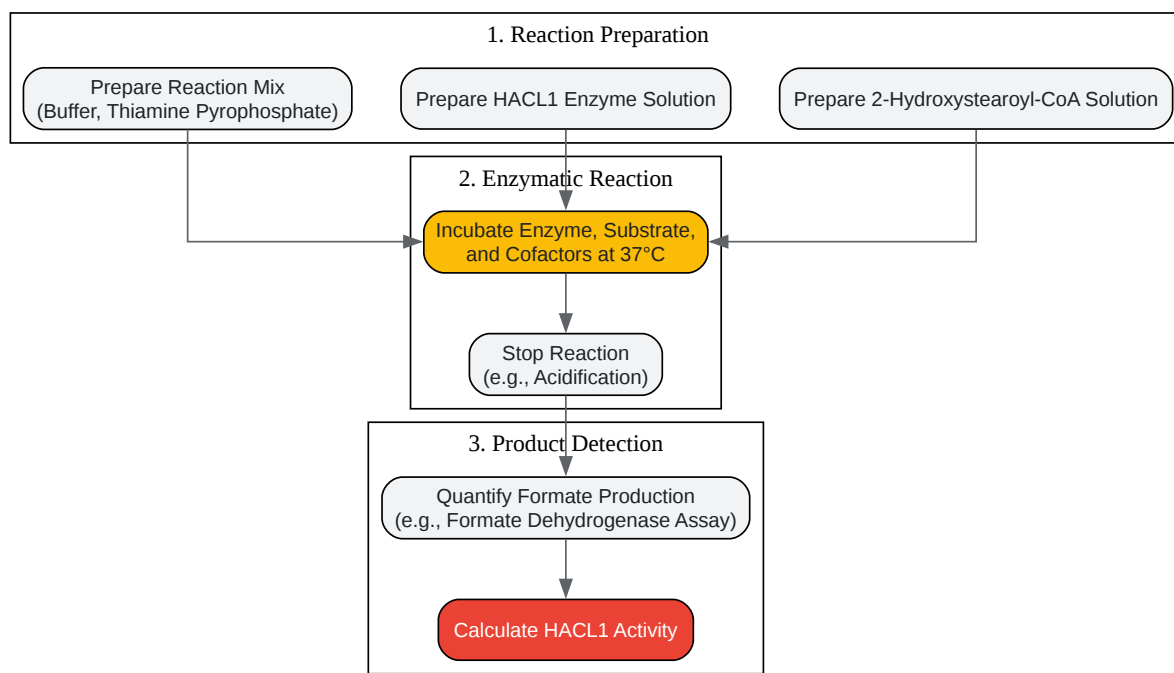 1. Reaction Preparation
Prepare Reaction Mix
(Buffer, Thiamine Pyrophosphate)
Prepare HACL1 Enzyme Solution
Prepare 2-Hydroxystearoyl-CoA Solution
2. Enzymatic Reaction
Incubate Enzyme, Substrate,
and Cofactors at 37°C
Stop Reaction
(e.g., Acidification)
3. Product Detection
Quantify Formate Production
(e.g., Formate Dehydrogenase Assay)
Calculate HACL1 Activity